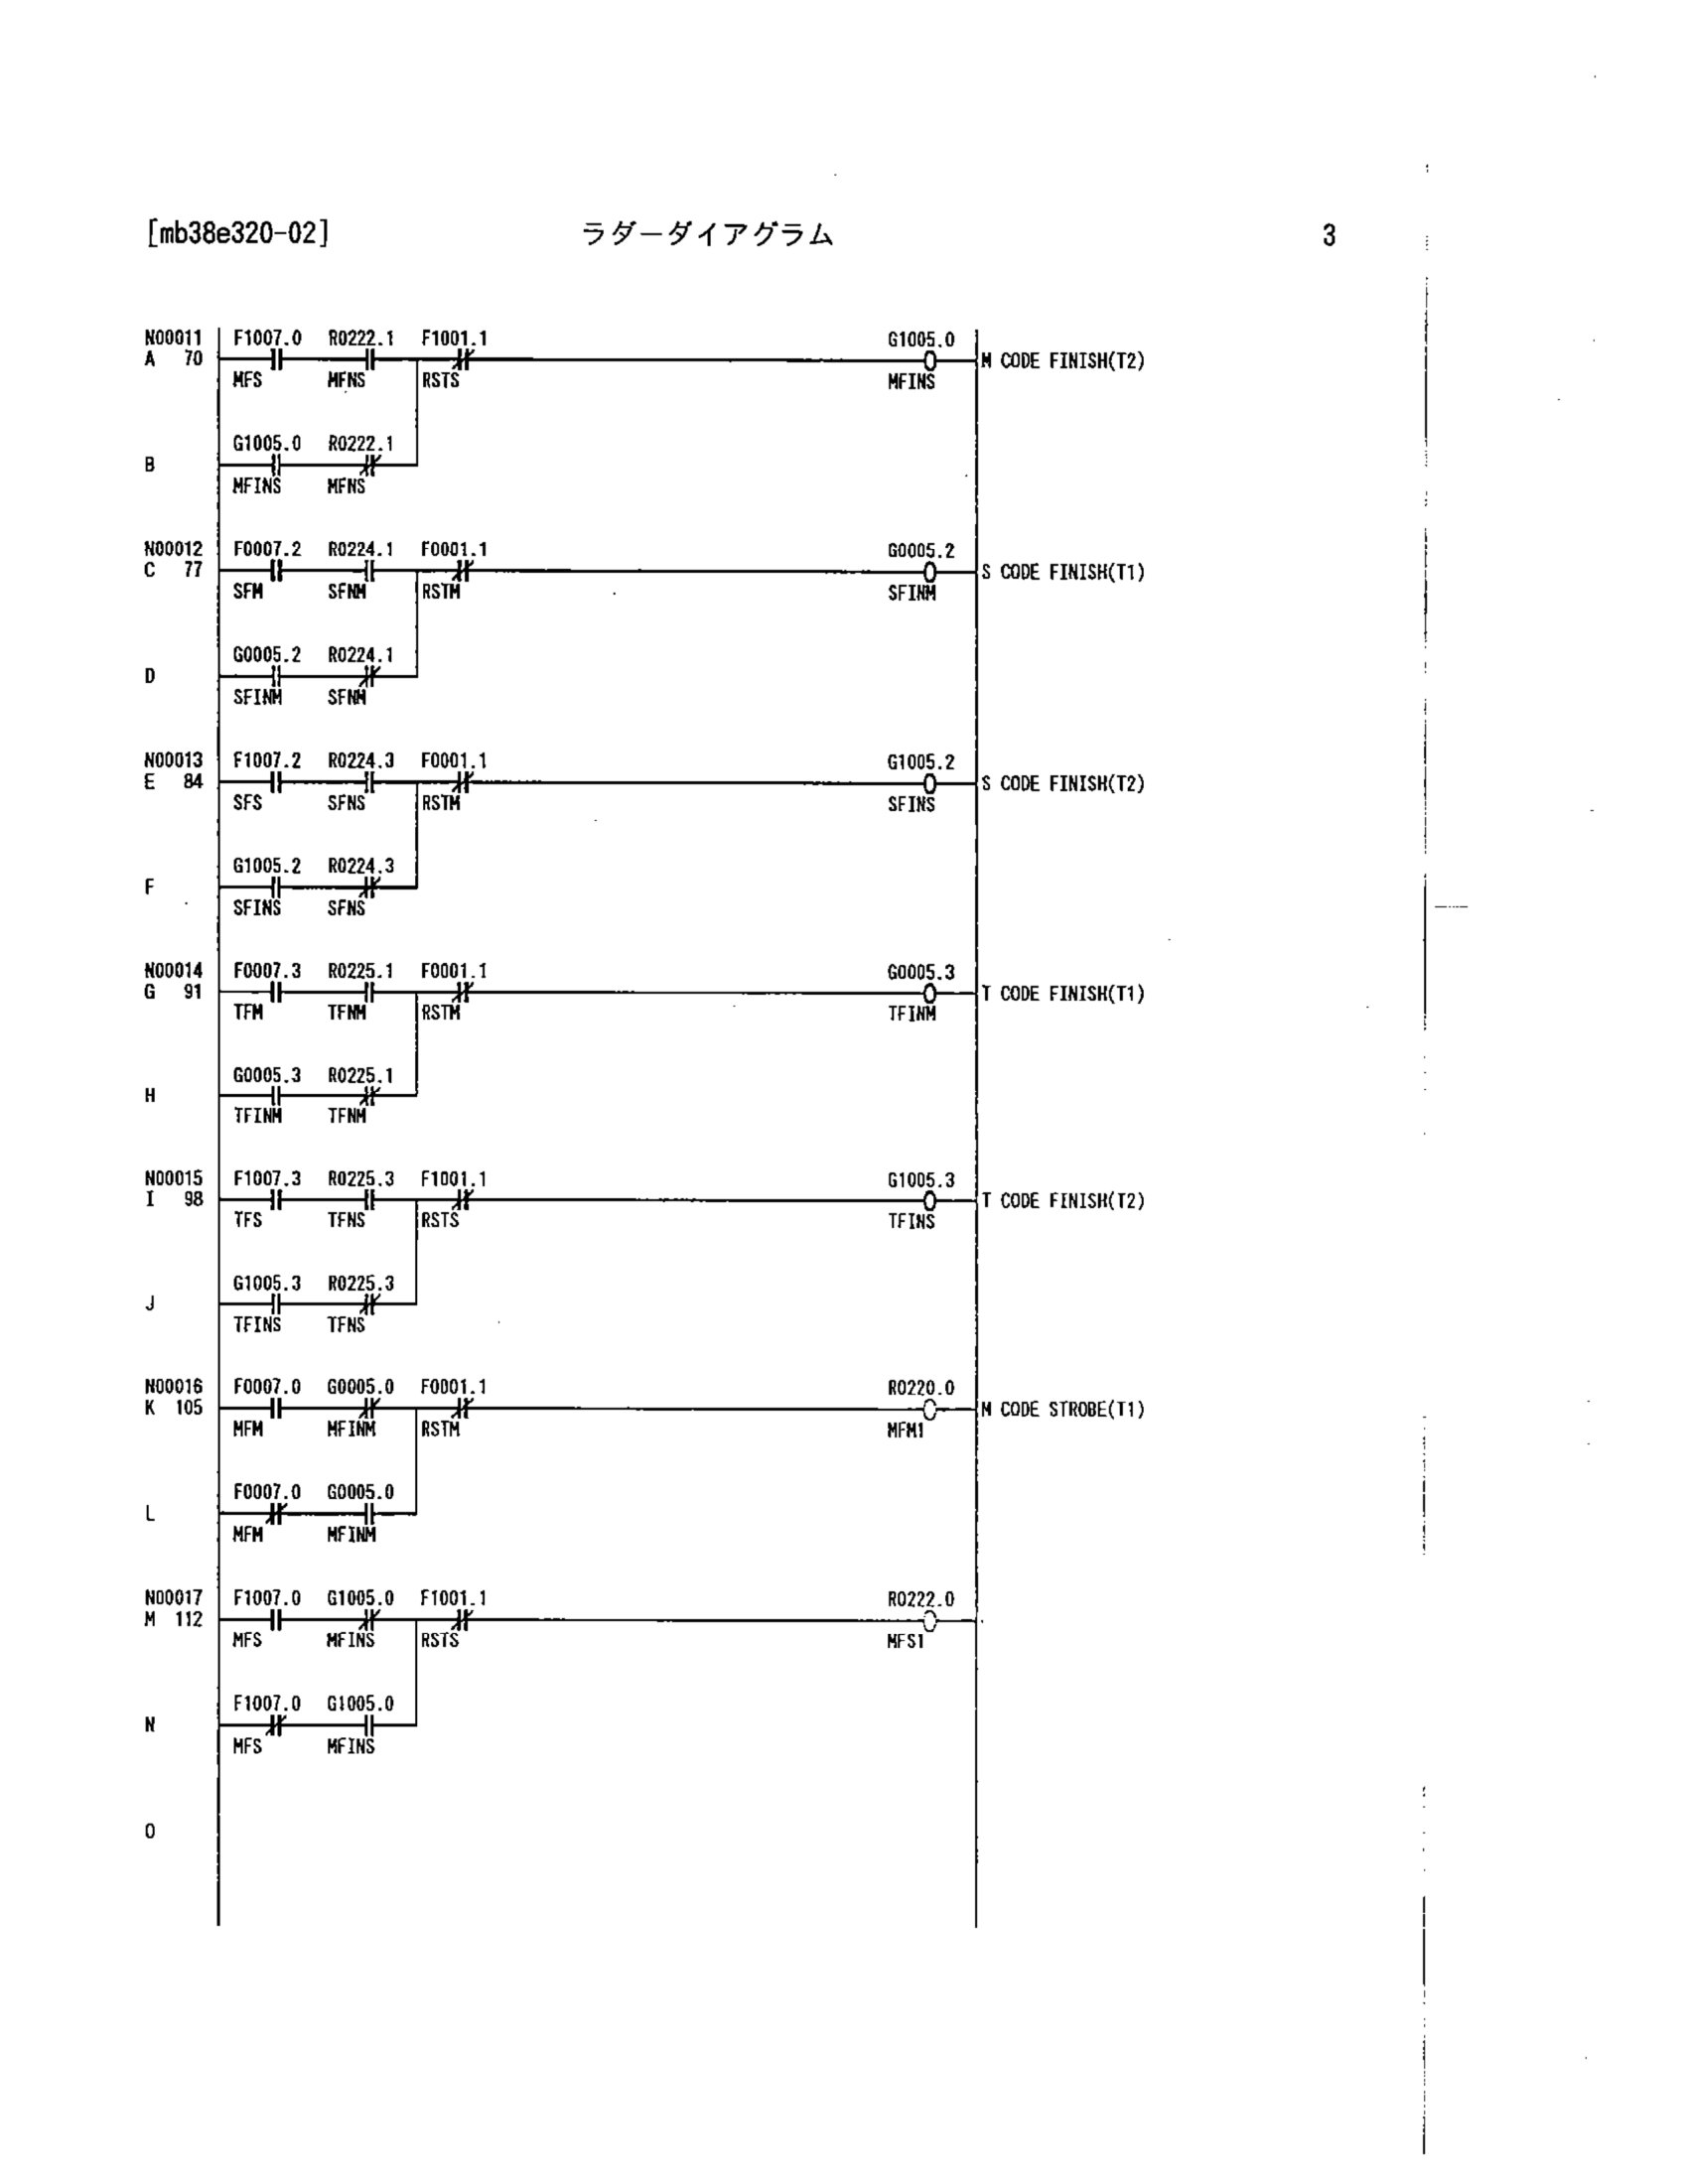 [mb38e320-02] ラダーダイアグラム 3
N00011 F1007.0 R0222.1 F1001.1 G1005.0
A 70 M CODE FINISH(T2)
MFS MFNS RSTS MFINS
G1005.0 R0222.1
B
MFINS MFNS
N00012 F0007.2 R0224.1 F0001.1 G0005.2
C 77 S CODE FINISH(T1)
SFM SFNM RSTM SFINM
G0005.2 R0224.1
D
SFINM SFNM
N00013 F1007.2 R0224.3 F0001.1 G1005.2
E 84 S CODE FINISH(T2)
SFS SFNS RSTM SFINS
G1005.2 R0224.3
F
SFINS SFNS
N00014 F0007.3 R0225.1 F0001.1 G0005.3
G 91 T CODE FINISH(T1)
TFM TFNM RSTM TFINM
G0005.3 R0225.1
H
TFINM TFNM
N00015 F1007.3 R0225.3 F1001.1 G1005.3
I 98 T CODE FINISH(T2)
TFS TFNS RSTS TFINS
G1005.3 R0225.3
J
TFINS TFNS
N00016 F0007.0 G0005.0 F0001.1 R0220.0
K 105 M CODE STROBE(T1)
MFM MFINM RSTM MFM1
F0007.0 G0005.0
L
MFM MFINM
N00017 F1007.0 G1005.0 F1001.1 R0222.0
M 112
MFS MFINS RSTS MFS1
F1007.0 G1005.0
N
MFS MFINS
O